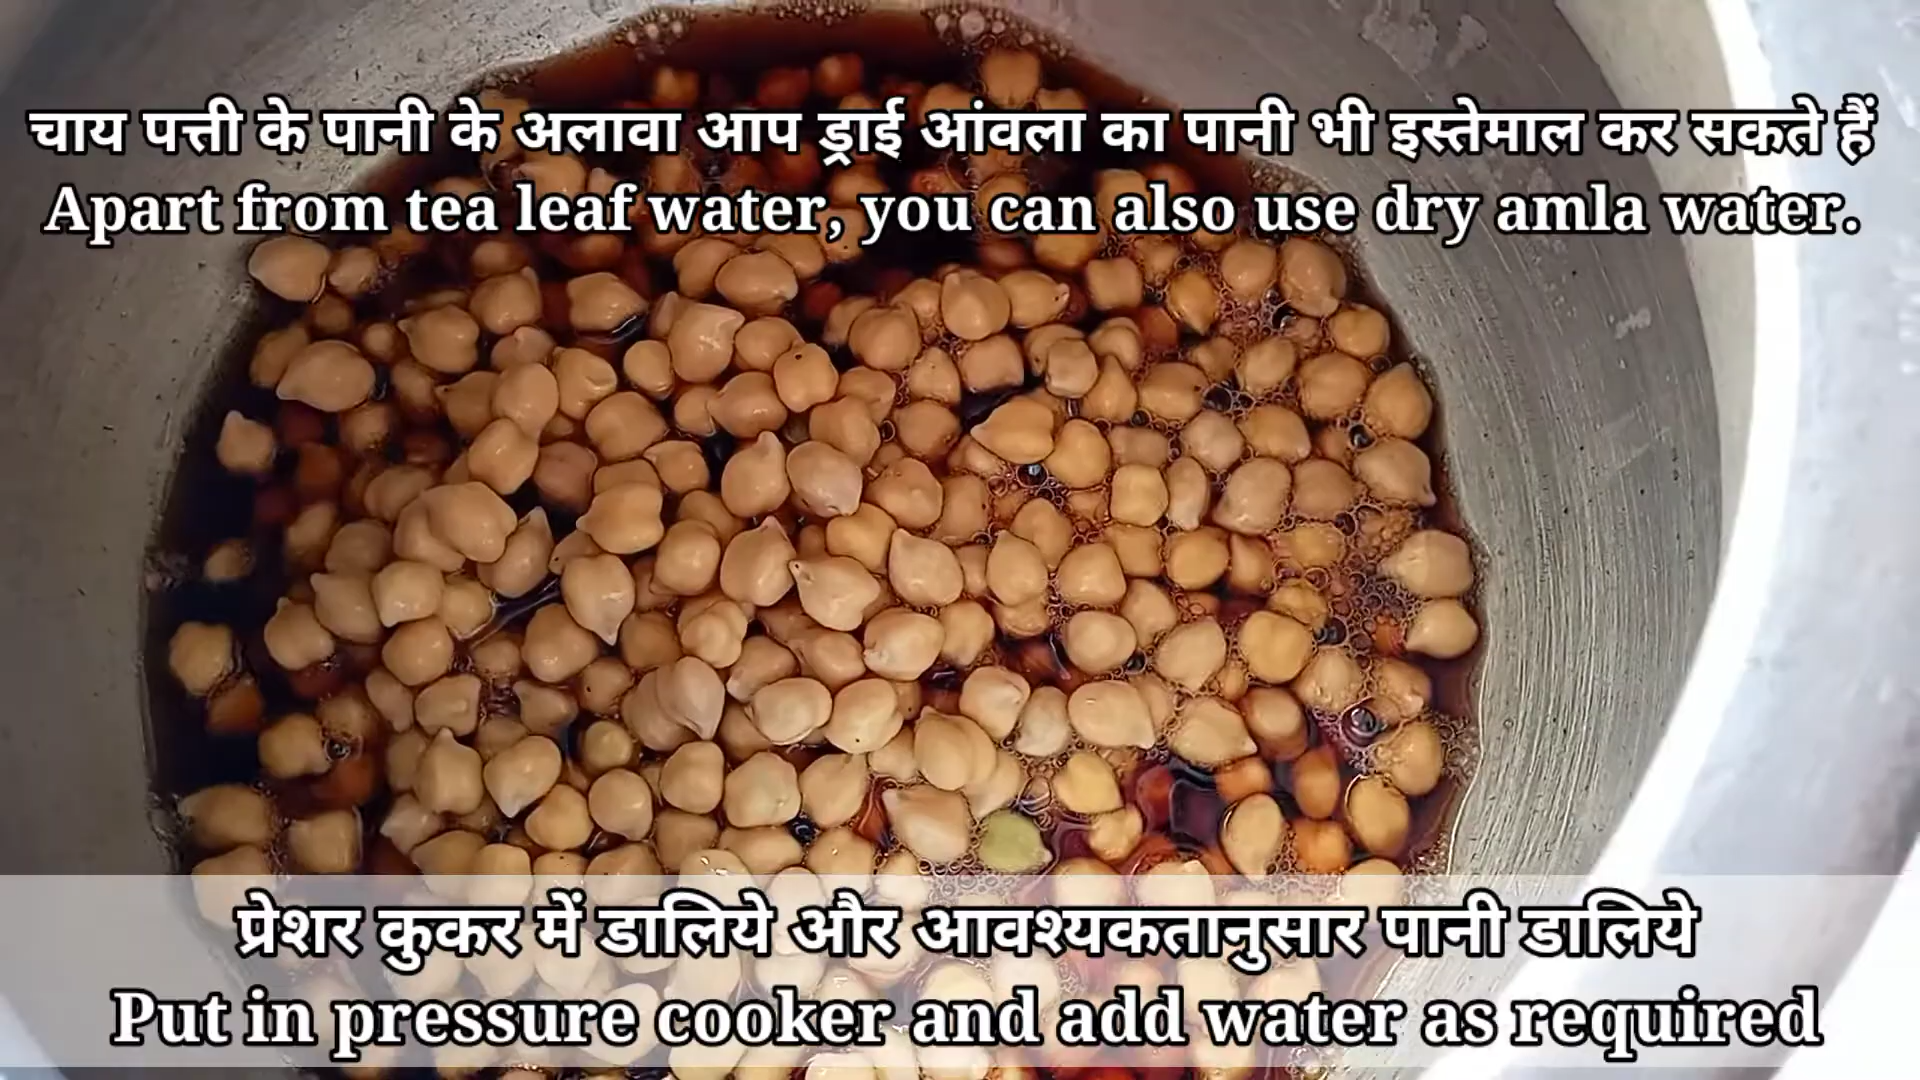 चाय पत्ती के पानी के अलावा आप ड्राई आंवला का पानी भी इस्तेमाल कर सकते हैं
Apart from tea leaf water, you can also use dry amla water.
प्रेशर कुकर में डालिये और आवश्यकतानुसार पानी डालिये
Put in pressure cooker and add water as required